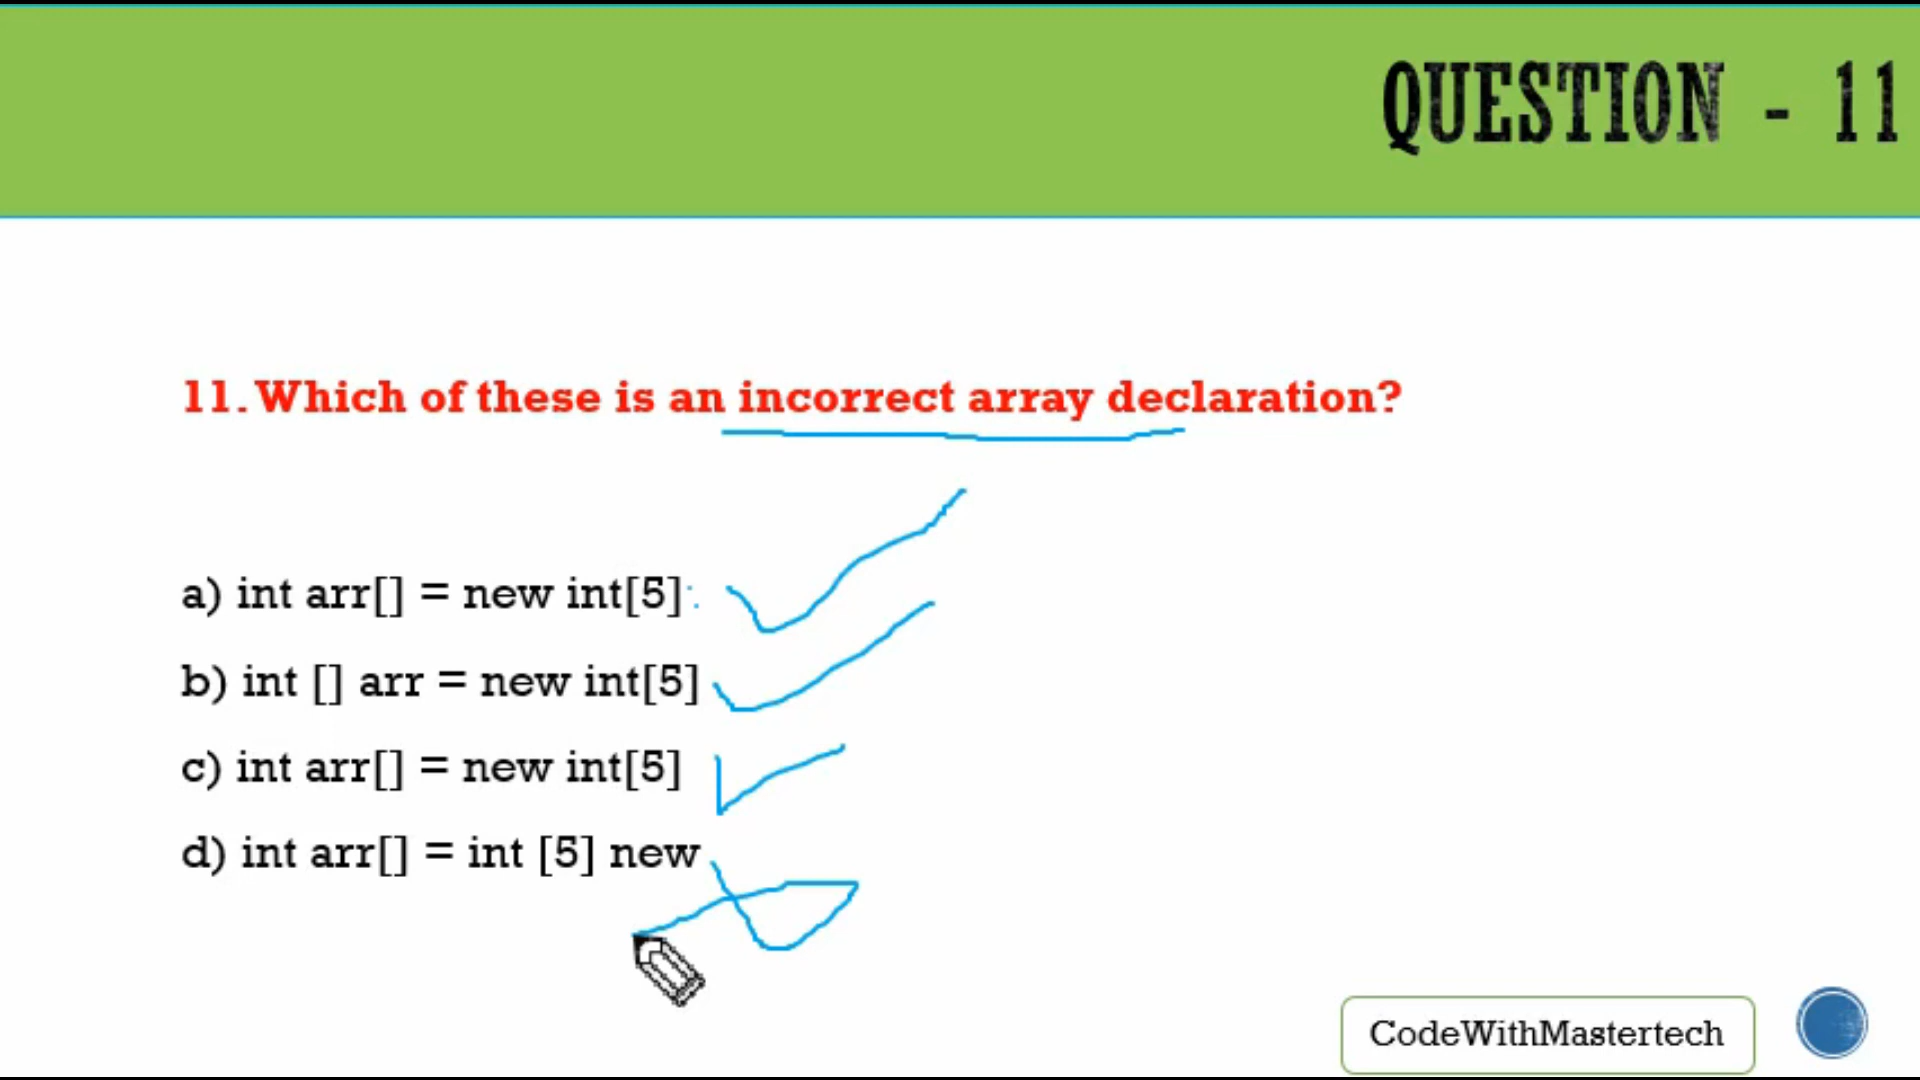 QUESTION - 11
11. Which of these is an incorrect array declaration?
a) int arr[] = new int[5]
b) int [] arr = new int[5]
c) int arr[] = new int[5]
d) int arr[] = int [5] new
CodeWithMastertech